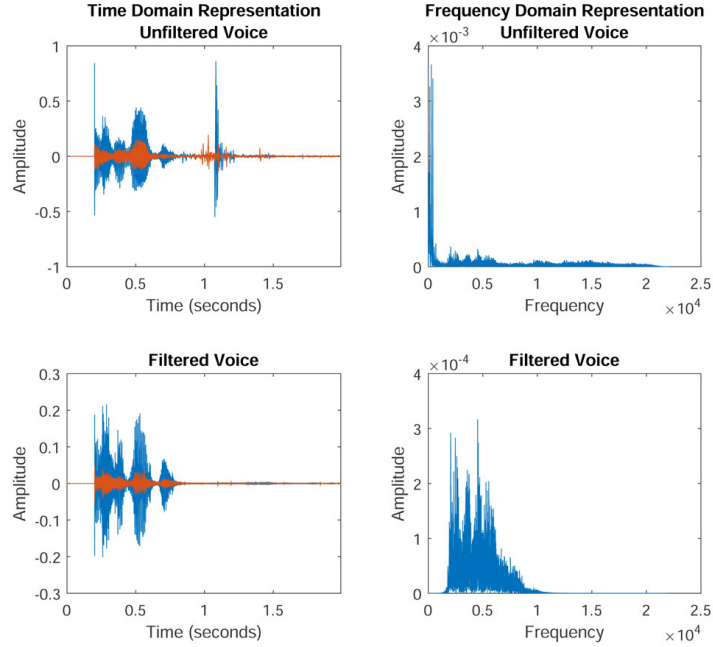 Time Domain Representation
Unfiltered Voice
1
0.5
0
-0.5
-1
Amplitude
0 0.5 1 1.5
Time (seconds)
Frequency Domain Representation
Unfiltered Voice
×10⁻³
4
3
2
1
0
Amplitude
0 0.5 1 1.5 2 2.5
Frequency
×10⁴
Filtered Voice
0.3
0.2
0.1
0
-0.1
-0.2
-0.3
Amplitude
0 0.5 1 1.5
Time (seconds)
Filtered Voice
×10⁻⁴
4
3
2
1
0
Amplitude
0 0.5 1 1.5 2 2.5
Frequency
×10⁴